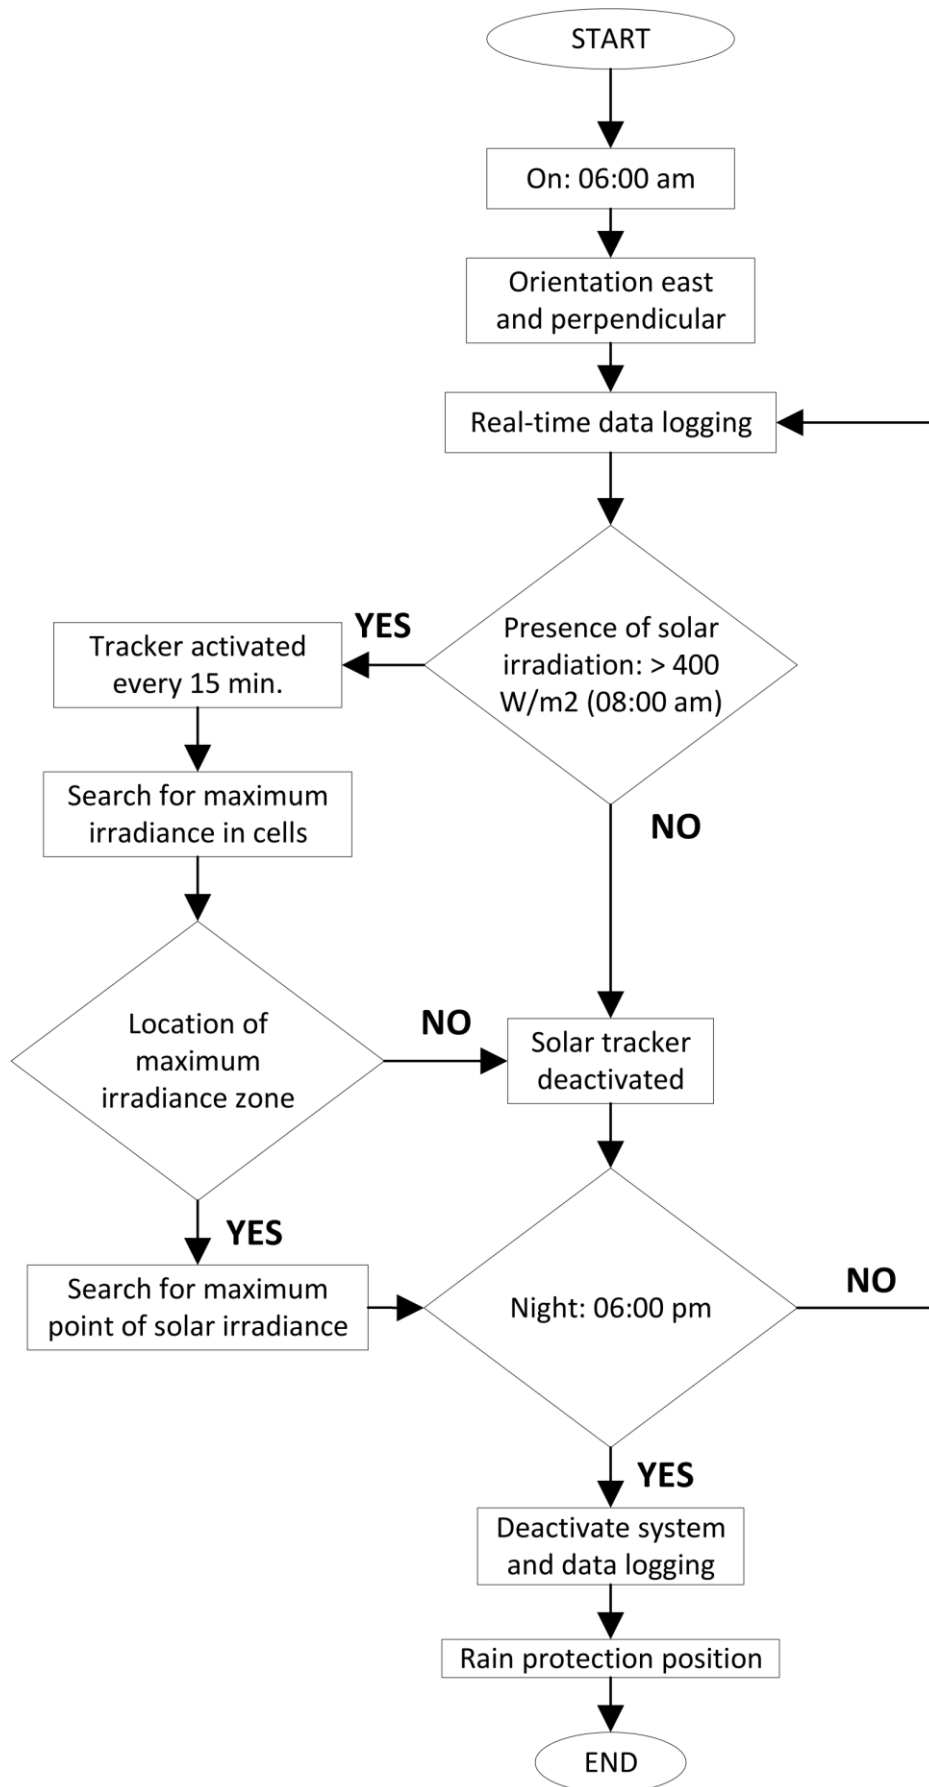 START
On: 06:00 am
Orientation east
and perpendicular
Real-time data logging
Presence of solar
irradiation: > 400
W/m2 (08:00 am)
YES
Tracker activated
every 15 min.
Search for maximum
irradiance in cells
NO
Location of
maximum
irradiance zone
NO
Solar tracker
deactivated
YES
Search for maximum
point of solar irradiance
Night: 06:00 pm
NO
YES
Deactivate system
and data logging
Rain protection position
END